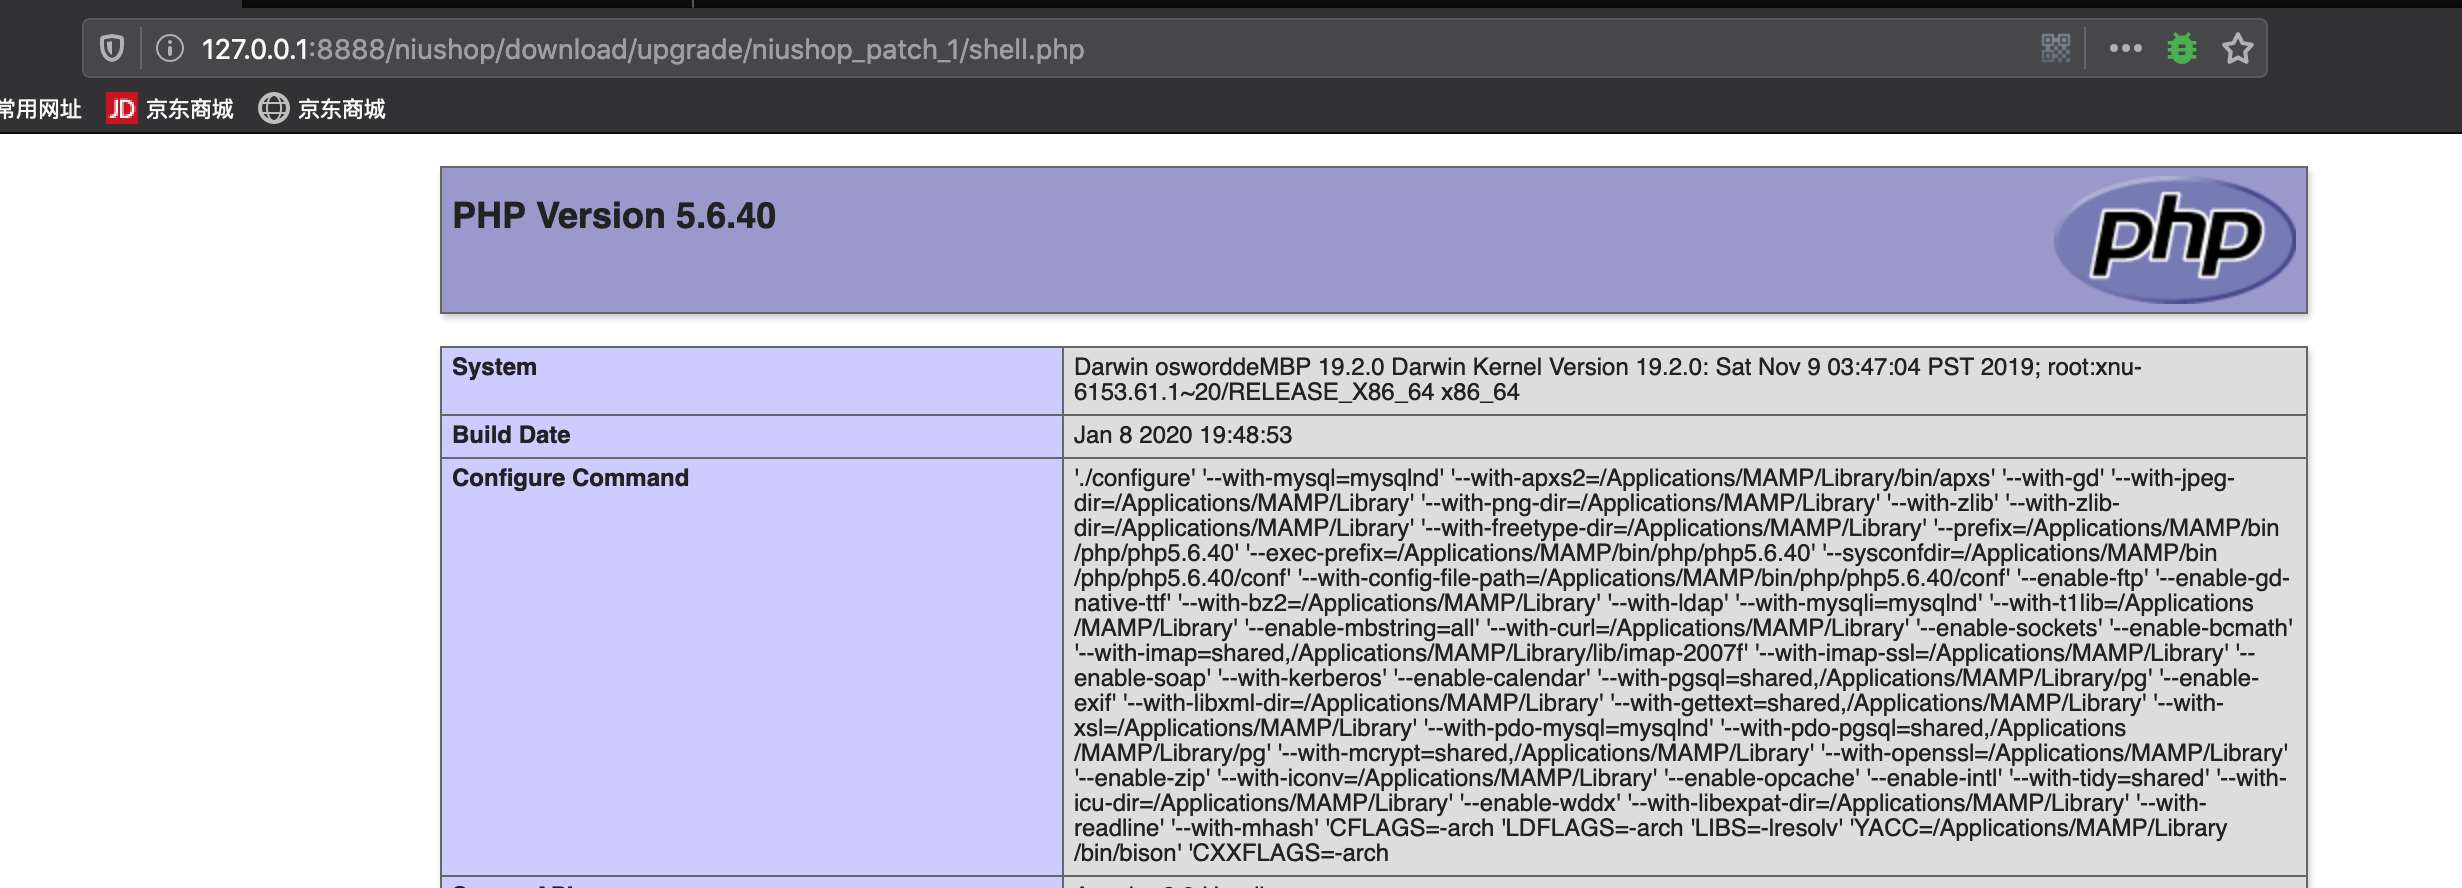 127.0.0.1:8888/niushop/download/upgrade/niushop_patch_1/shell.php
常用网址 JD 京东商城 京东商城
PHP Version 5.6.40
php
System
Darwin osworddeMBP 19.2.0 Darwin Kernel Version 19.2.0: Sat Nov 9 03:47:04 PST 2019; root:xnu-
6153.61.1~20/RELEASE_X86_64 x86_64
Build Date
Jan 8 2020 19:48:53
Configure Command
'./configure' '--with-mysql=mysqlnd' '--with-apxs2=/Applications/MAMP/Library/bin/apxs' '--with-gd' '--with-jpeg-
dir=/Applications/MAMP/Library' '--with-png-dir=/Applications/MAMP/Library' '--with-zlib' '--with-zlib-
dir=/Applications/MAMP/Library' '--with-freetype-dir=/Applications/MAMP/Library' '--prefix=/Applications/MAMP/bin
/php/php5.6.40' '--exec-prefix=/Applications/MAMP/bin/php/php5.6.40' '--sysconfdir=/Applications/MAMP/bin
/php/php5.6.40/conf' '--with-config-file-path=/Applications/MAMP/bin/php/php5.6.40/conf' '--enable-ftp' '--enable-gd-
native-ttf' '--with-bz2=/Applications/MAMP/Library' '--with-ldap' '--with-mysqli=mysqlnd' '--with-t1lib=/Applications
/MAMP/Library' '--enable-mbstring=all' '--with-curl=/Applications/MAMP/Library' '--enable-sockets' '--enable-bcmath'
'--with-imap=shared,/Applications/MAMP/Library/lib/imap-2007f' '--with-imap-ssl=/Applications/MAMP/Library' '--
enable-soap' '--with-kerberos' '--enable-calendar' '--with-pgsql=shared,/Applications/MAMP/Library/pg' '--enable-
exif' '--with-libxml-dir=/Applications/MAMP/Library' '--with-gettext=shared,/Applications/MAMP/Library' '--with-
xsl=/Applications/MAMP/Library' '--with-pdo-mysql=mysqlnd' '--with-pdo-pgsql=shared,/Applications
/MAMP/Library/pg' '--with-mcrypt=shared,/Applications/MAMP/Library' '--with-openssl=/Applications/MAMP/Library'
'--enable-zip' '--with-iconv=/Applications/MAMP/Library' '--enable-opcache' '--enable-intl' '--with-tidy=shared' '--with-
icu-dir=/Applications/MAMP/Library' '--enable-wddx' '--with-libexpat-dir=/Applications/MAMP/Library' '--with-
readline' '--with-mhash' 'CFLAGS=-arch 'LDFLAGS=-arch 'LIBS=-lresolv' 'YACC=/Applications/MAMP/Library
/bin/bison' 'CXXFLAGS=-arch